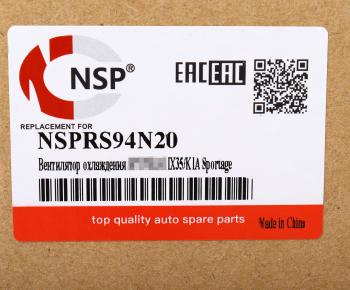 NSP®
EAC EAC
REPLACEMENT FOR
NSPRS94N20
Вентилятор охлаждения IX35/KIA Sportage
top quality auto spare parts
Made in China